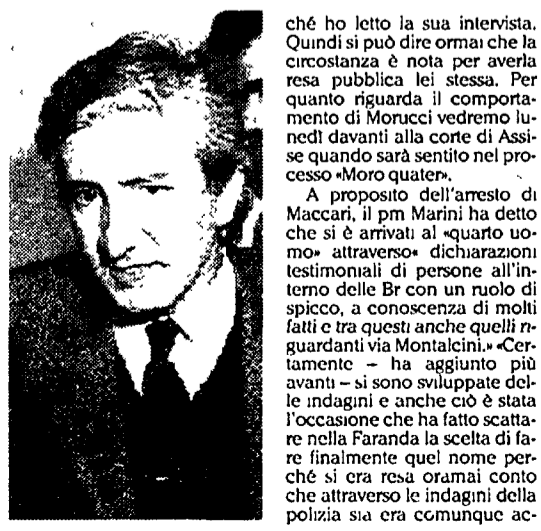 ché ho letto la sua intervista.
Quindi si può dire ormai che la
circostanza è nota per averla
resa pubblica lei stessa. Per
quanto riguarda il comporta-
mento di Morucci vedremo lu-
nedì davanti alla corte di Assi-
se quando sarà sentito nel pro-
cesso «Moro quater».
A proposito dell'arresto di
Maccari, il pm Marini ha detto
che si è arrivati al «quarto uo-
mo» attraverso« dichiarazioni
testimoniali di persone all'in-
terno delle Br con un ruolo di
spicco, a conoscenza di molti
fatti e tra questi anche quelli ri-
guardanti via Montalcini.» «Cer-
tamente – ha aggiunto più
avanti – si sono sviluppate del-
le indagini e anche ciò è stata
l'occasione che ha fatto scatta-
re nella Faranda la scelta di fa-
re finalmente quel nome per-
ché si era resa oramai conto
che attraverso le indagini della
polizia sia era comunque ac-